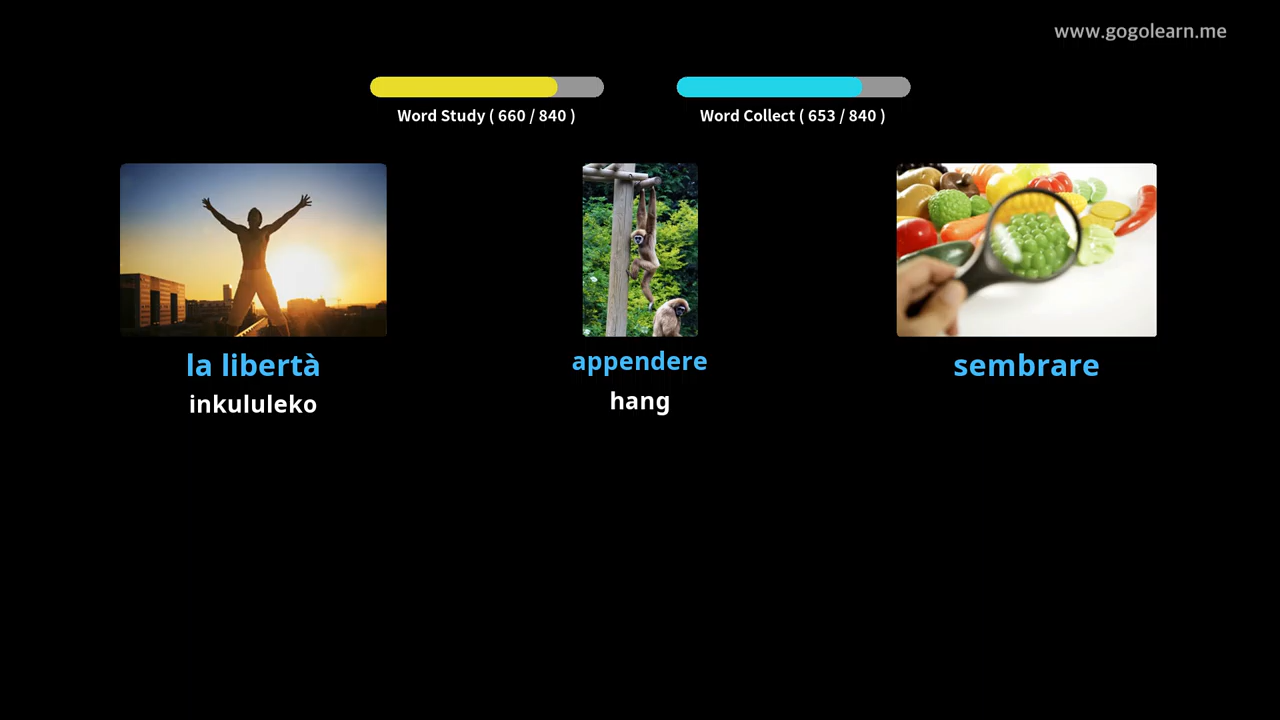 www.gogolearn.me
Word Study ( 660 / 840 )
Word Collect ( 653 / 840 )
la libertà
inkululeko
appendere
hang
sembrare